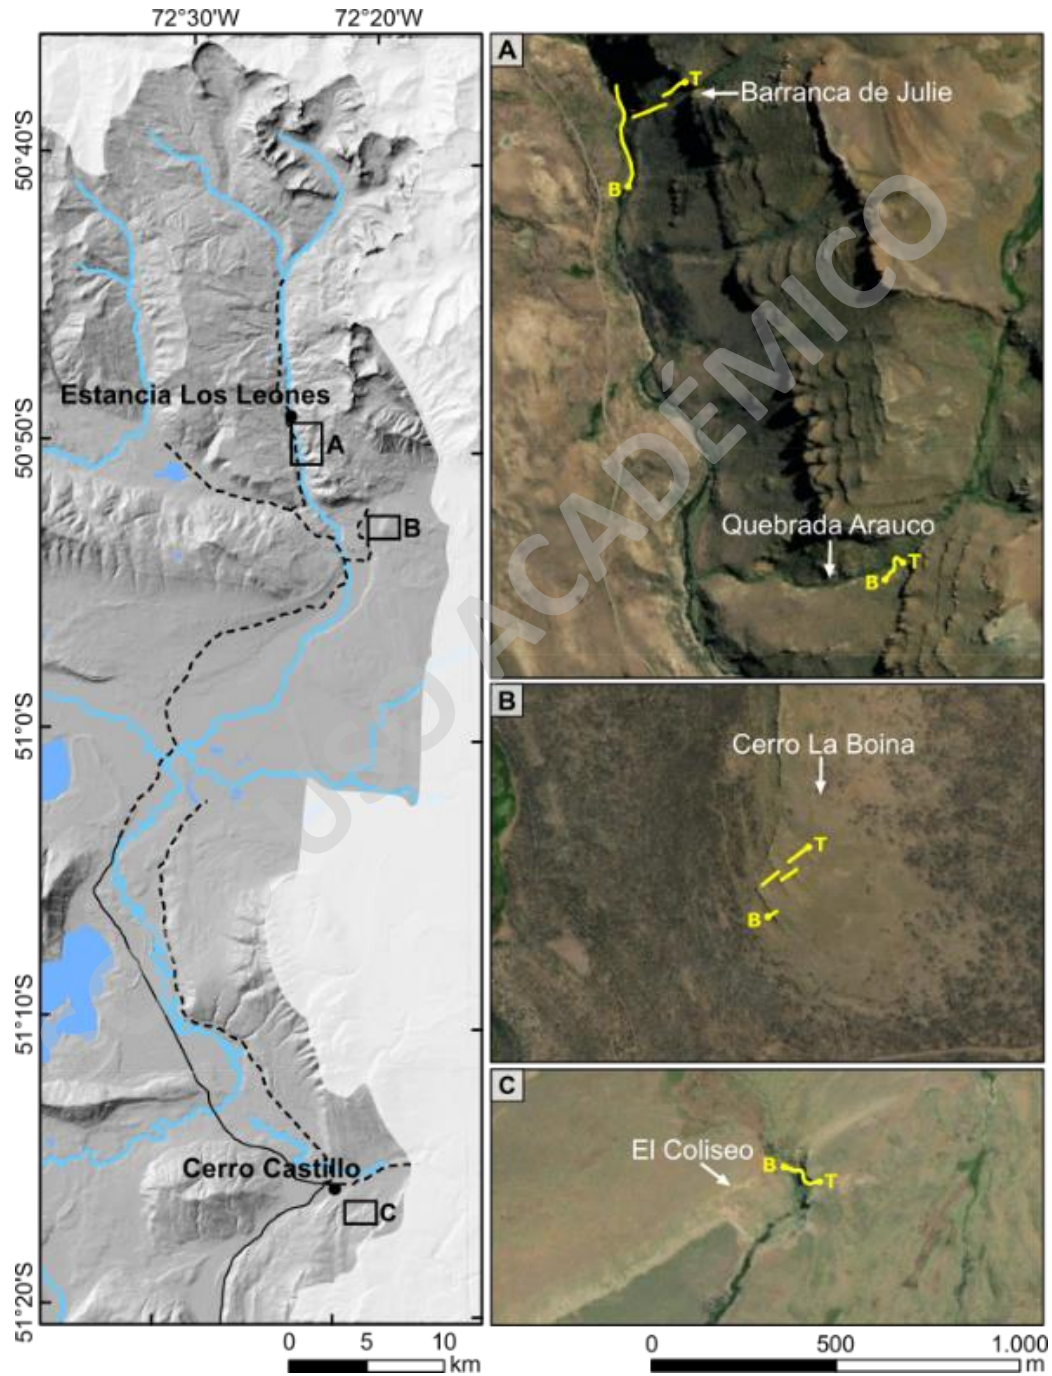 72°30'W 72°20'W
50°40'S
50°50'S
51°0'S
51°10'S
51°20'S
Estancia Los Leones
A
B
Cerro Castillo
C
0 5 10
km
A
T
Barranca de Julie
B
Quebrada Arauco
B T
B
Cerro La Boina
T
B
C
El Coliseo
B T
0 500 1.000
m
USO ACADÉMICO